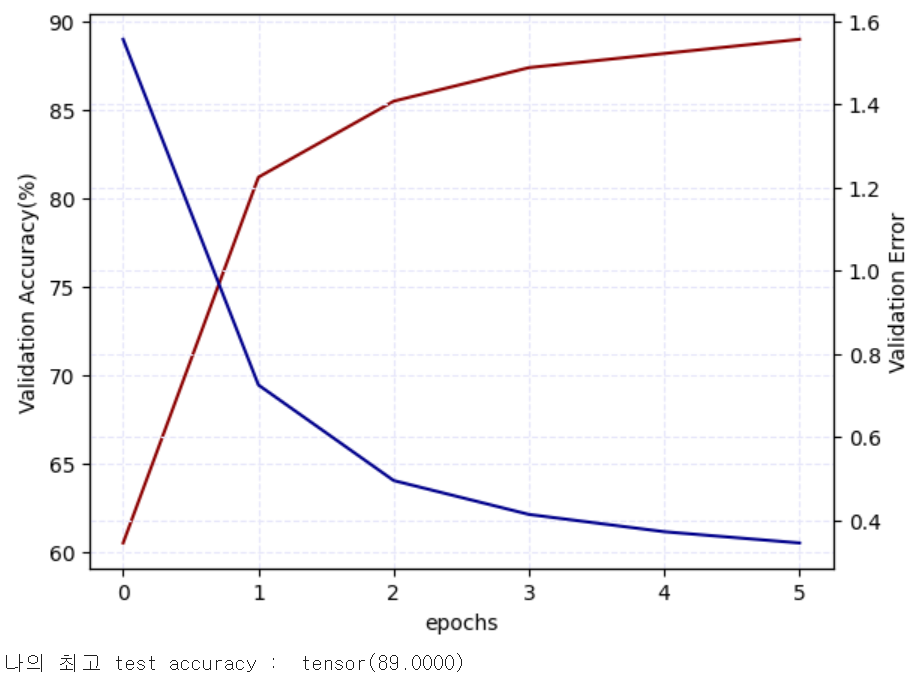 90
85
80
75
70
65
60
Validation Accuracy(%)
1.6
1.4
1.2
1.0
0.8
0.6
0.4
Validation Error
0 1 2 3 4 5
epochs
나의 최고 test accuracy :  tensor(89.0000)